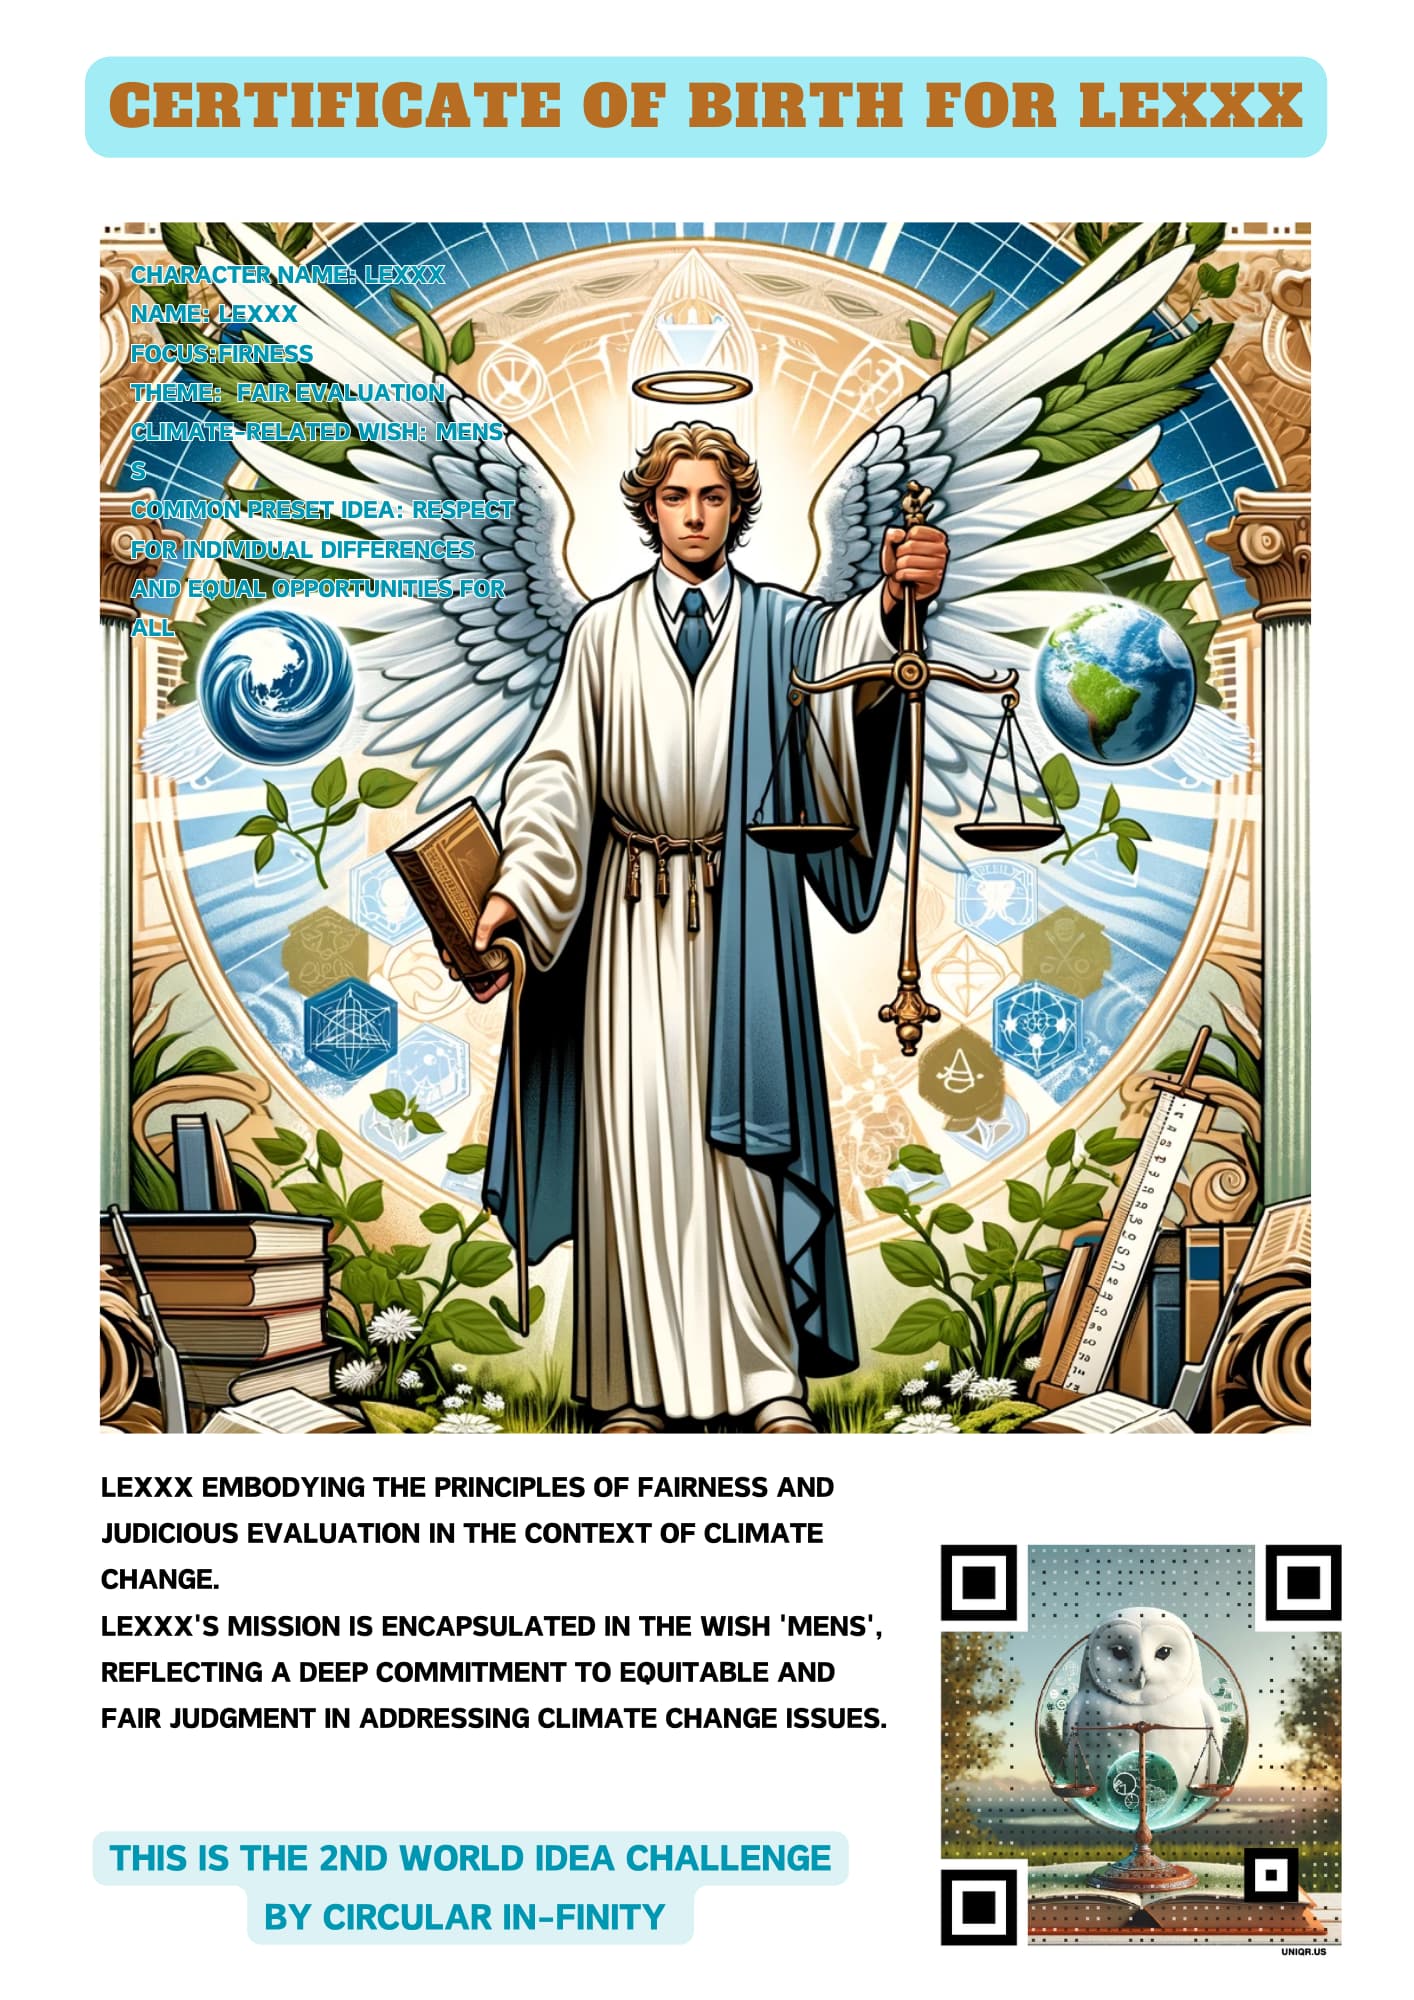 CERTIFICATE OF BIRTH FOR LEXXX
CHARACTER NAME: LEXXX
NAME: LEXXX
FOCUS:FIRNESS
THEME: FAIR EVALUATION
CLIMATE-RELATED WISH: MENS
S
COMMON PRESET IDEA: RESPECT
FOR INDIVIDUAL DIFFERENCES
AND EQUAL OPPORTUNITIES FOR
ALL
LEXXX EMBODYING THE PRINCIPLES OF FAIRNESS AND
JUDICIOUS EVALUATION IN THE CONTEXT OF CLIMATE
CHANGE.
LEXXX'S MISSION IS ENCAPSULATED IN THE WISH 'MENS',
REFLECTING A DEEP COMMITMENT TO EQUITABLE AND
FAIR JUDGMENT IN ADDRESSING CLIMATE CHANGE ISSUES.
THIS IS THE 2ND WORLD IDEA CHALLENGE
BY CIRCULAR IN-FINITY
UNIQR.US